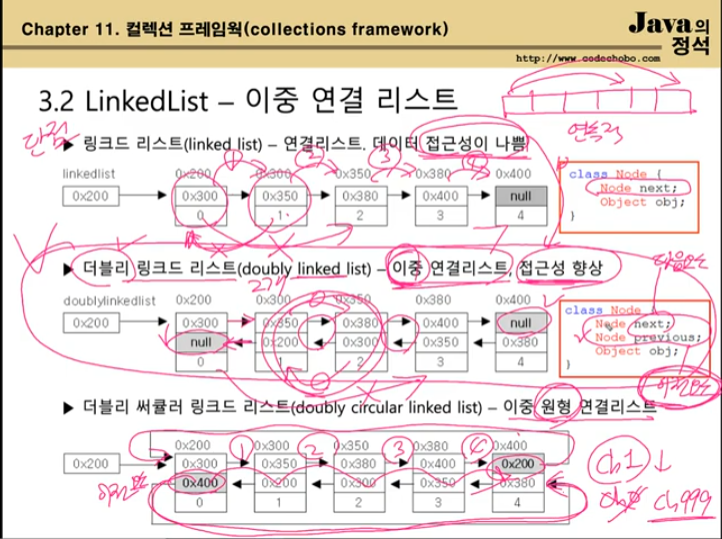 Chapter 11. 컬렉션 프레임웍(collections framework)
Java의 정석
http://www.codechobo.com
3.2 LinkedList – 이중 연결 리스트
연속적
단점
▶ 링크드 리스트(linked list) – 연결리스트. 데이터 접근성이 나쁨
① ② ③ ④
linkedlist 0x200 0x300 0x350 0x380 0x400
0x200 0x300 0x350 0x380 0x400 null
0 1 2 3 4
class Node {
Node next;
Object obj;
}
▶ 더블리 링크드 리스트(doubly linked list) – 이중 연결리스트, 접근성 향상
다음요소
2개
doublylinkedlist 0x200 0x300 0x350 0x380 0x400
0x200 0x300 0x350 0x380 0x400 null
null 0x200 0x300 0x350 0x380
0 1 2 3 4
class Node {
Node next;
Node previous;
Object obj;
}
이전요소
▶ 더블리 써큘러 링크드 리스트(doubly circular linked list) – 이중 원형 연결리스트
0x200 0x300 0x350 0x380 0x400
1 2 3 4
0x200 0x300 0x350 0x380 0x400 0x200
0x400 0x200 0x300 0x350 0x380
0 1 2 3 4
ch1
ch999